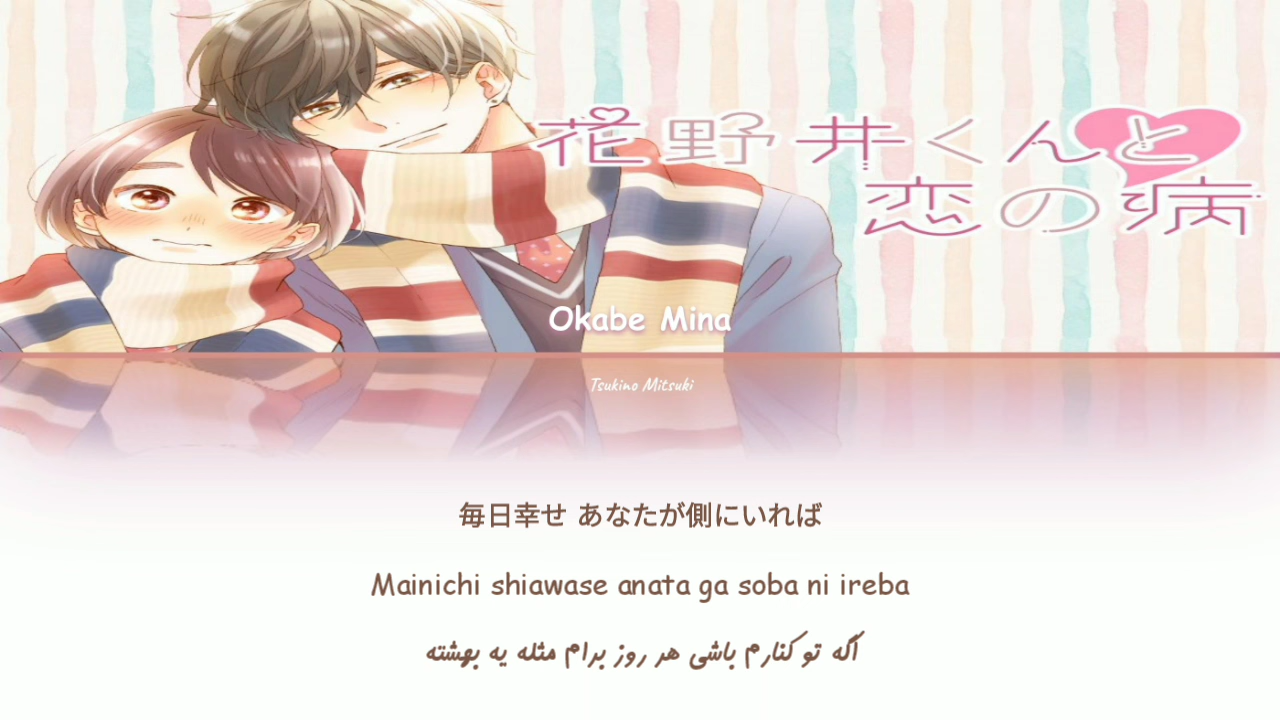 花野井くんと
恋の病
Okabe Mina
Tsukino Mitsuki
毎日幸せ あなたが側にいれば
Mainichi shiawase anata ga soba ni ireba
اگه تو کنارم باشی هر روز برام مثله یه بهشته